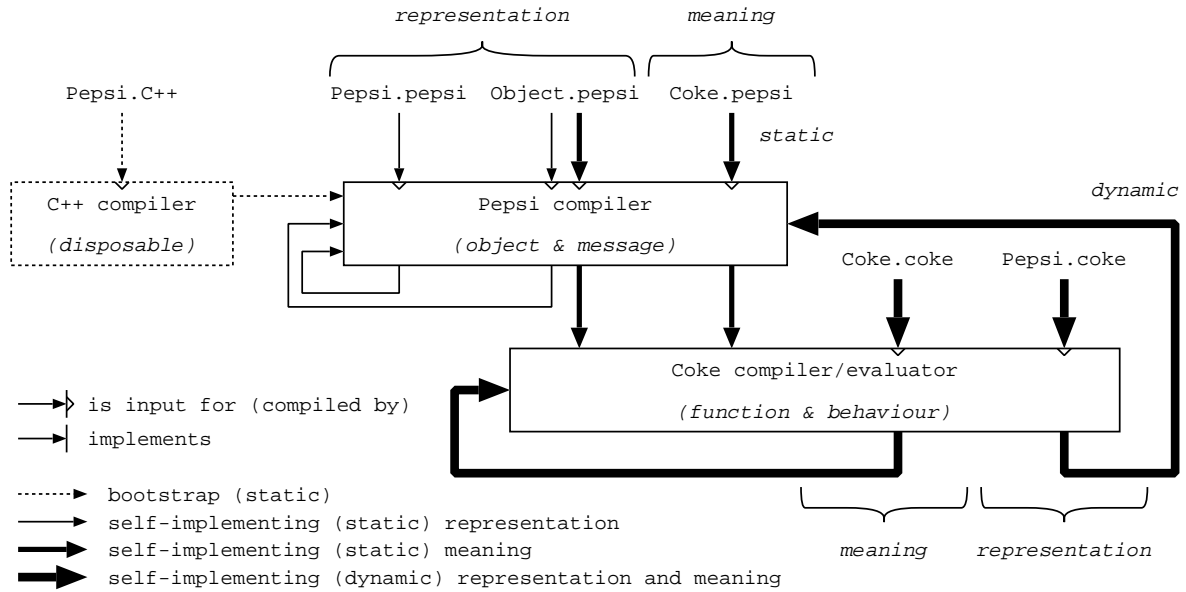 representation
meaning
Pepsi.C++
Pepsi.pepsi
Object.pepsi
Coke.pepsi
static
dynamic
C++ compiler
(disposable)
Pepsi compiler
(object & message)
Coke.coke
Pepsi.coke
Coke compiler/evaluator
(function & behaviour)
is input for (compiled by)
implements
bootstrap (static)
self-implementing (static) representation
self-implementing (static) meaning
self-implementing (dynamic) representation and meaning
meaning
representation